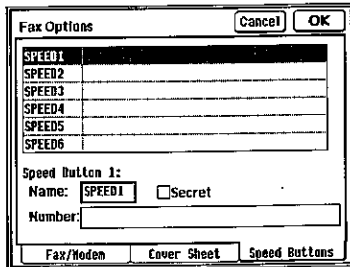 Fax Options Cancel OK
SPEED1
SPEED2
SPEED3
SPEED4
SPEED5
SPEED6
Speed Button 1:
Name: SPEED1 Secret
Number:
Fax/Modem Cover Sheet Speed Buttons